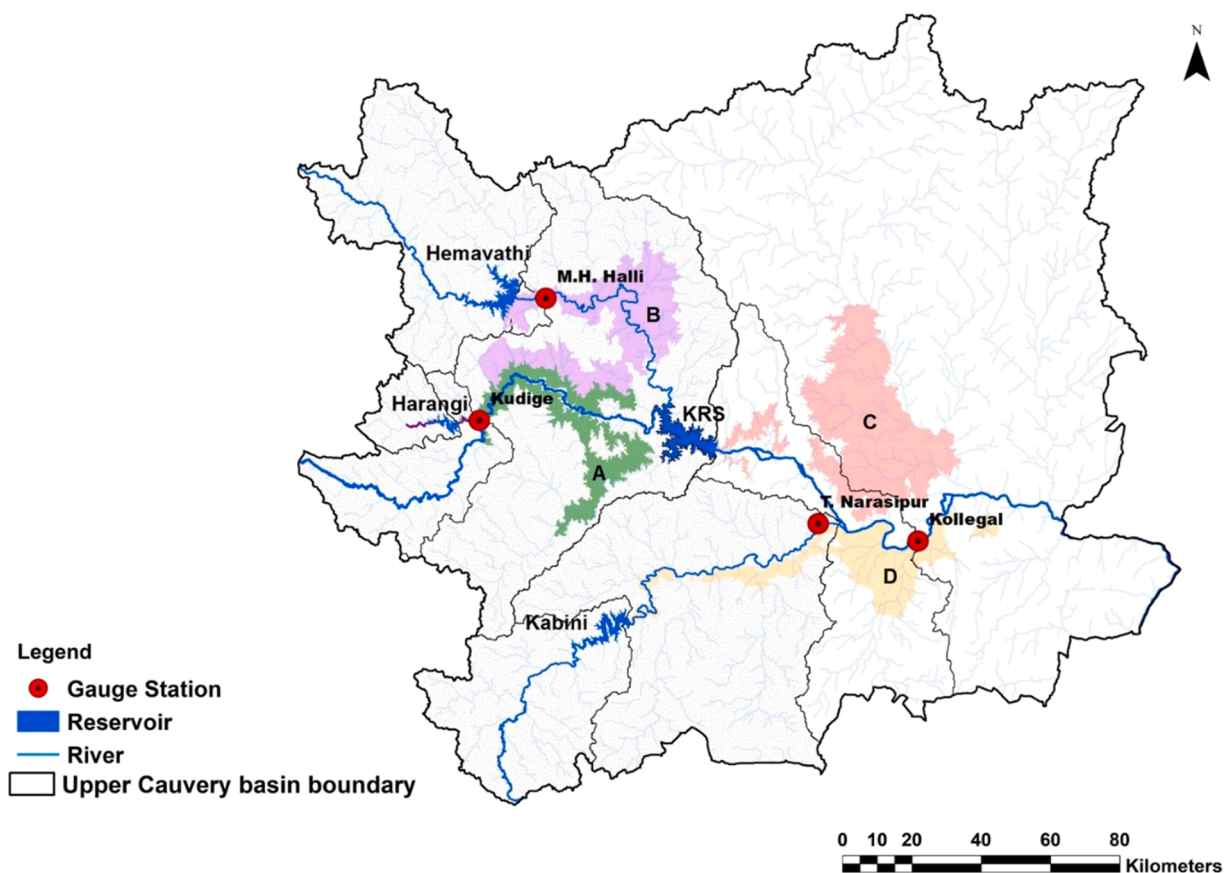 N
Hemavathi
M.H. Halli
B
Harangi
Kudige
KRS
C
A
T. Narasipur
Kollegal
D
Kabini
Legend
Gauge Station
Reservoir
River
Upper Cauvery basin boundary
0 10 20 40 60 80
Kilometers